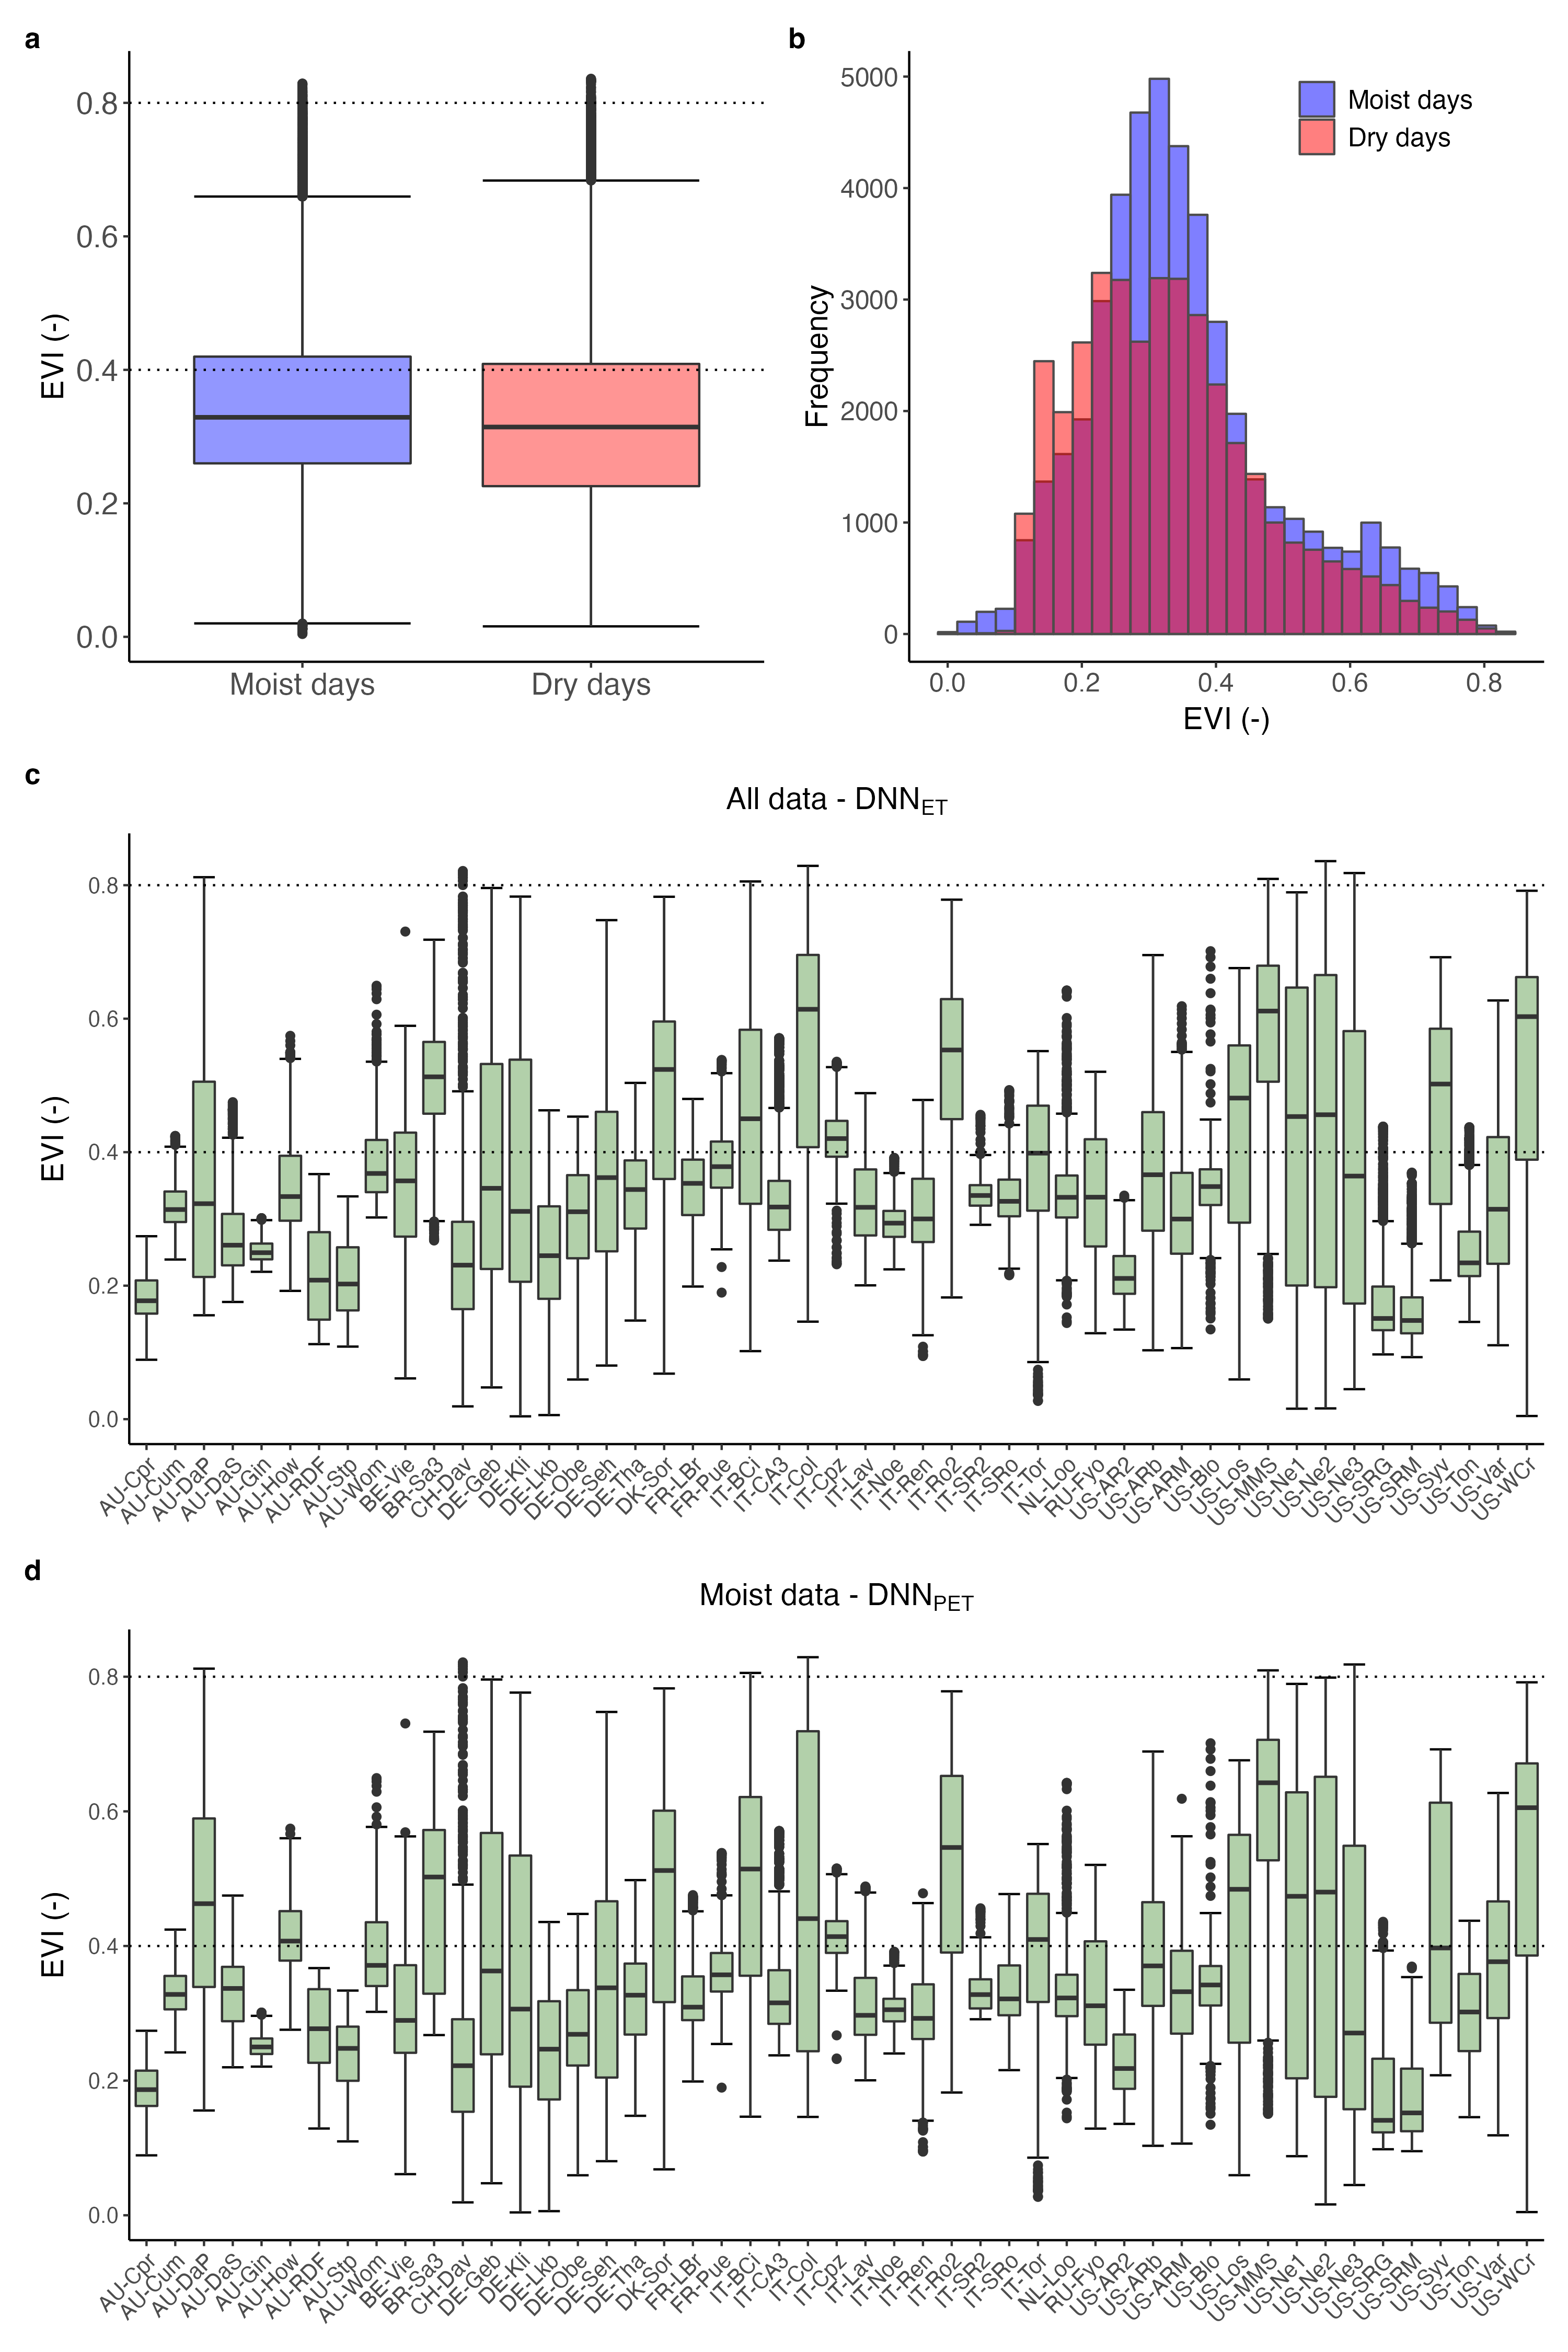 a
0.8
0.6
0.4
0.2
0.0
EVI (-)
Moist days
Dry days
b
5000
4000
3000
2000
1000
0
Frequency
Moist days
Dry days
0.0 0.2 0.4 0.6 0.8
EVI (-)
c
All data - DNN_ET
0.8
0.6
0.4
0.2
0.0
EVI (-)
AU-Cpr
AU-Cum
AU-DaP
AU-DaS
AU-Gin
AU-How
AU-RDF
AU-Stp
AU-Wom
BE-Vie
BR-Sa3
CH-Dav
DE-Geb
DE-Kli
DE-Lkb
DE-Obe
DE-Seh
DE-Tha
DK-Sor
FR-LBr
FR-Pue
IT-BCi
IT-CA3
IT-Col
IT-Cpz
IT-Lav
IT-Noe
IT-Ren
IT-Ro2
IT-SR2
IT-SRo
IT-Tor
NL-Loo
RU-Fyo
US-AR2
US-ARb
US-ARM
US-Blo
US-Los
US-MMS
US-Ne1
US-Ne2
US-Ne3
US-SRG
US-SRM
US-Syv
US-Ton
US-Var
US-WCr
d
Moist data - DNN_PET
0.8
0.6
0.4
0.2
0.0
EVI (-)
AU-Cpr
AU-Cum
AU-DaP
AU-DaS
AU-Gin
AU-How
AU-RDF
AU-Stp
AU-Wom
BE-Vie
BR-Sa3
CH-Dav
DE-Geb
DE-Kli
DE-Lkb
DE-Obe
DE-Seh
DE-Tha
DK-Sor
FR-LBr
FR-Pue
IT-BCi
IT-CA3
IT-Col
IT-Cpz
IT-Lav
IT-Noe
IT-Ren
IT-Ro2
IT-SR2
IT-SRo
IT-Tor
NL-Loo
RU-Fyo
US-AR2
US-ARb
US-ARM
US-Blo
US-Los
US-MMS
US-Ne1
US-Ne2
US-Ne3
US-SRG
US-SRM
US-Syv
US-Ton
US-Var
US-WCr